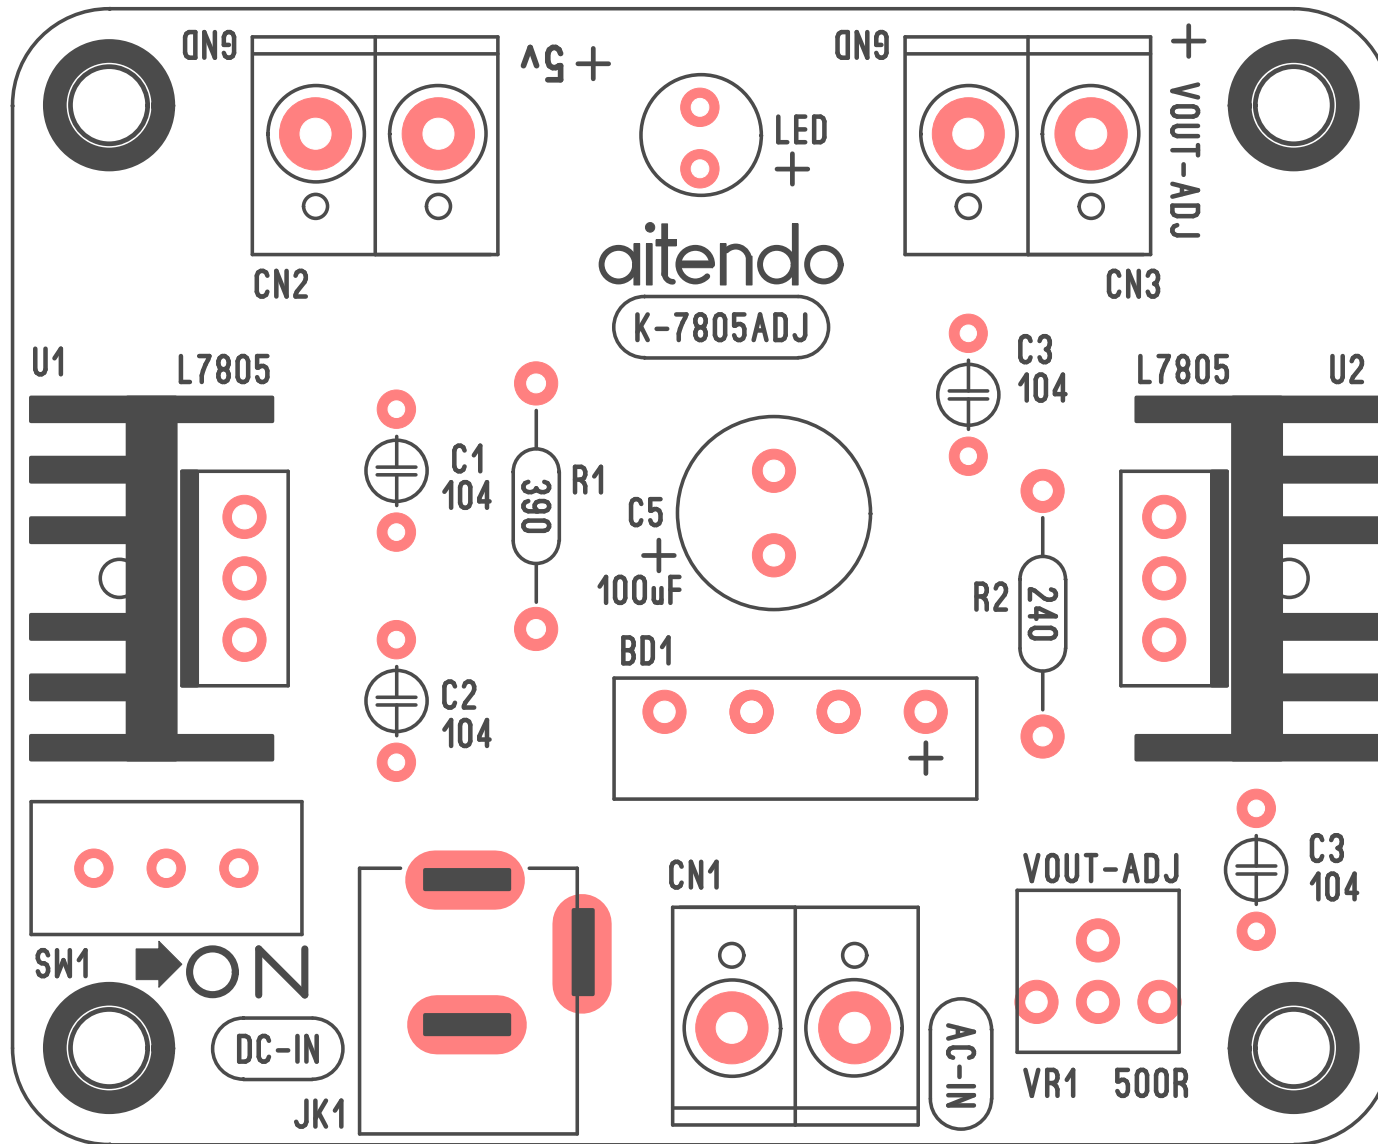 GND
5v +
GND
+ VOUT-ADJ
LED
+
aitendo
CN2
CN3
K-7805ADJ
U1
L7805
C3
104
L7805
U2
C1
104
390
R1
C5
+
100uF
R2
240
BD1
+
C2
104
SW1
ON
DC-IN
JK1
CN1
AC-IN
VOUT-ADJ
VR1 500R
C3
104